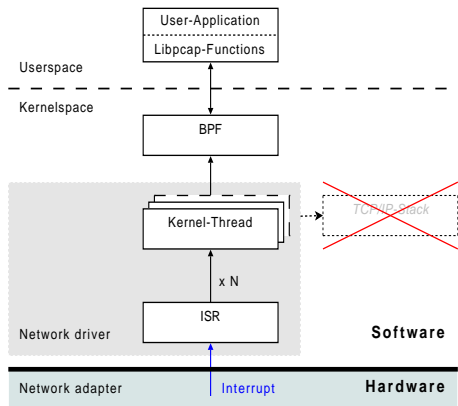 User-Application
Libpcap-Functions
Userspace
Kernelspace
BPF
TCP/IP-Stack
Kernel-Thread
x N
ISR
Network driver
Software
Network adapter
Interrupt
Hardware